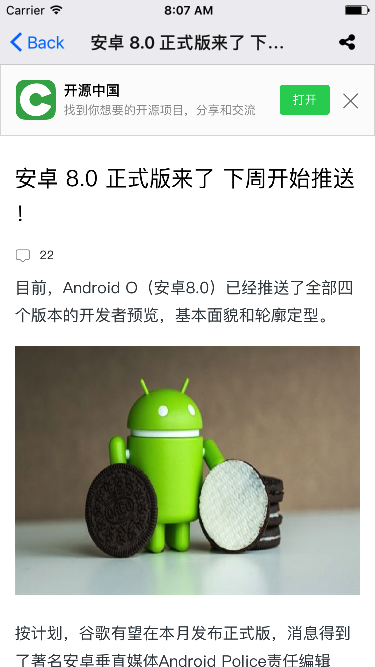 Carrier 8:07 AM
Back 安卓 8.0 正式版来了 下...
开源中国
找到你想要的开源项目，分享和交流
打开
安卓 8.0 正式版来了 下周开始推送
！
22
目前，Android O（安卓8.0）已经推送了全部四
个版本的开发者预览，基本面貌和轮廓定型。
按计划，谷歌有望在本月发布正式版，消息得到
了著名安卓垂直媒体Android Police责任编辑